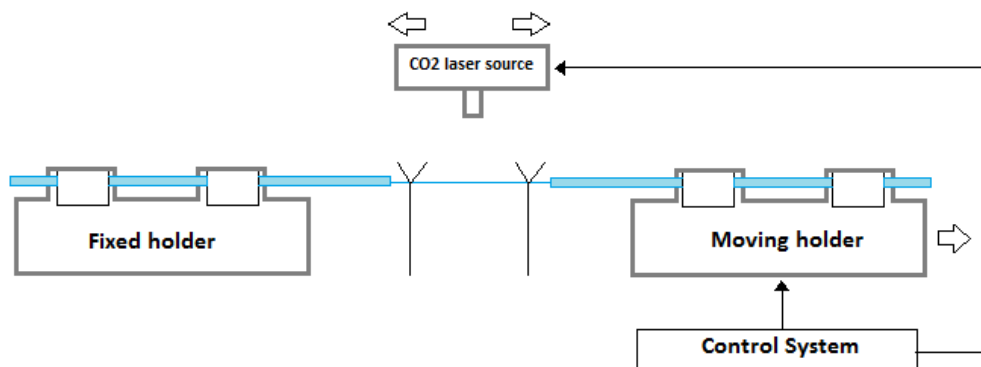 CO2 laser source
Fixed holder
Moving holder
Control System